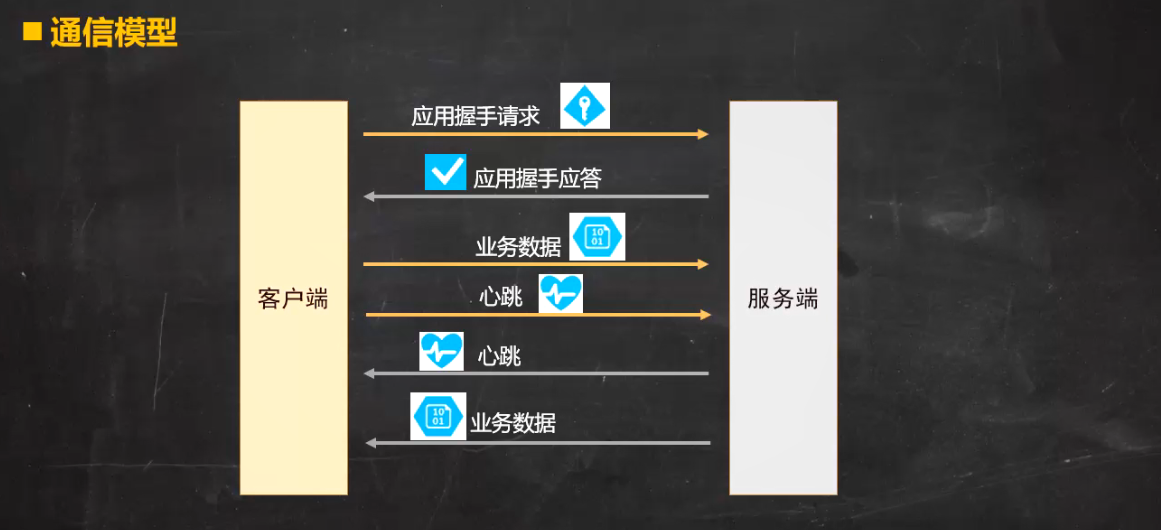 通信模型
应用握手请求
应用握手应答
业务数据
10
01
心跳
客户端
服务端
心跳
业务数据
10
01